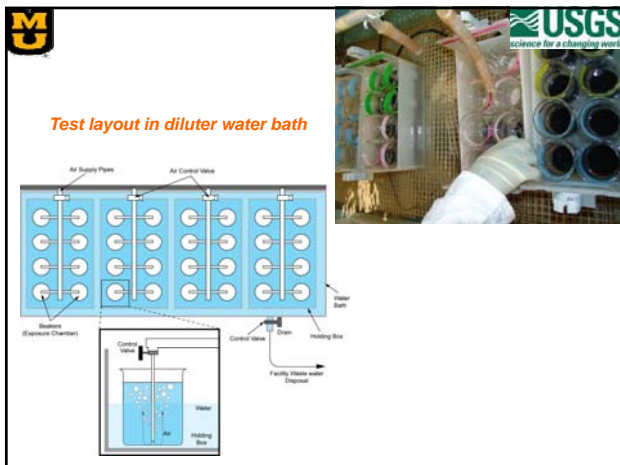 MU
USGS
science for a changing world
Test layout in diluter water bath
Air Supply Pipes
Air Control Valve
Beakers
(Exposure Chamber)
Water
Bath
Holding Box
Control Valve
Drain
Facility Waste water
Disposal
Control
Valve
Water
Air
Holding
Box